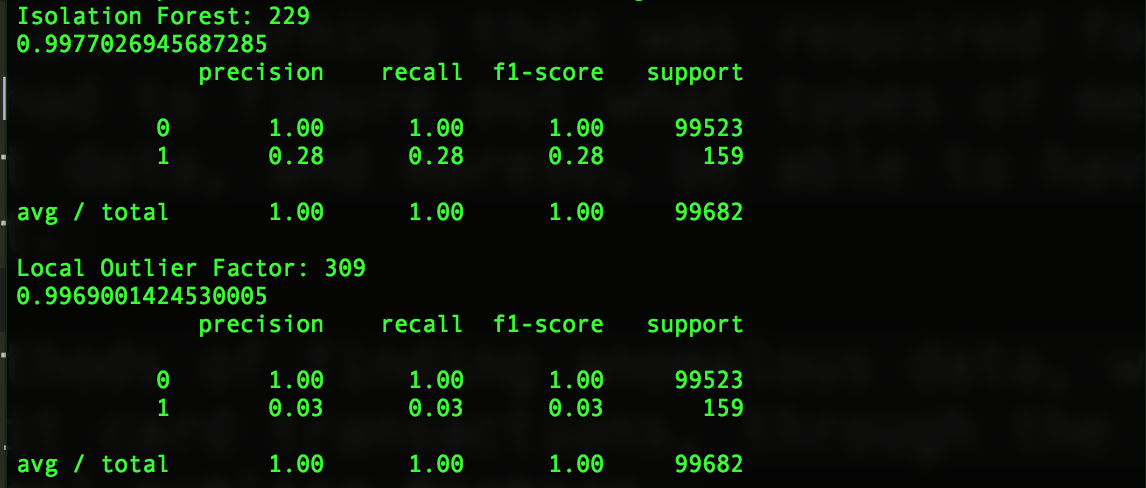 Isolation Forest: 229
0.9977026945687285
precision recall f1-score support
0 1.00 1.00 1.00 99523
1 0.28 0.28 0.28 159
avg / total 1.00 1.00 1.00 99682
Local Outlier Factor: 309
0.9969001424530005
precision recall f1-score support
0 1.00 1.00 1.00 99523
1 0.03 0.03 0.03 159
avg / total 1.00 1.00 1.00 99682